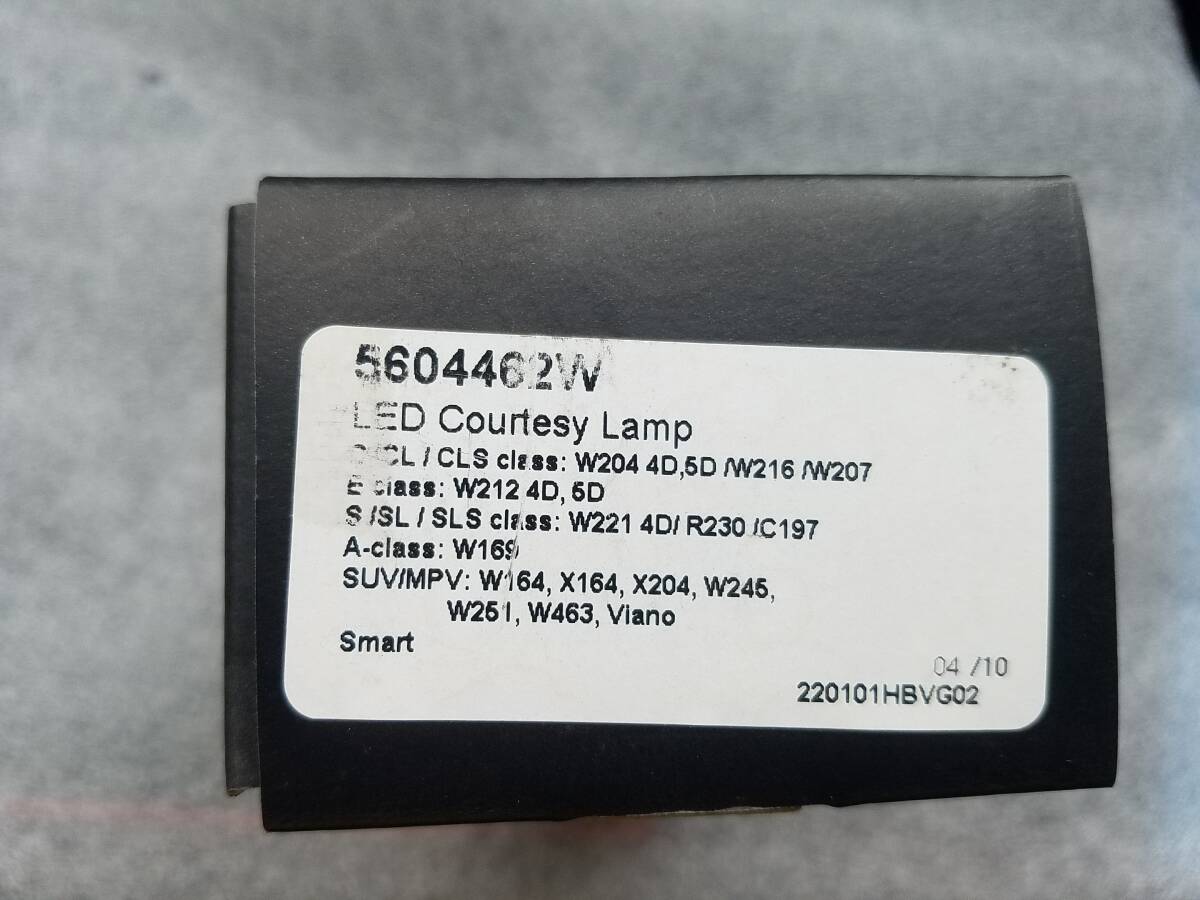 5604462W
LED Courtesy Lamp
C /CL / CLS class: W204 4D,5D /W216 /W207
E class: W212 4D, 5D
S /SL / SLS class: W221 4D/ R230 /C197
A-class: W169
SUV/MPV: W164, X164, X204, W245,
W251, W463, Viano
Smart
04 /10
220101HBVG02